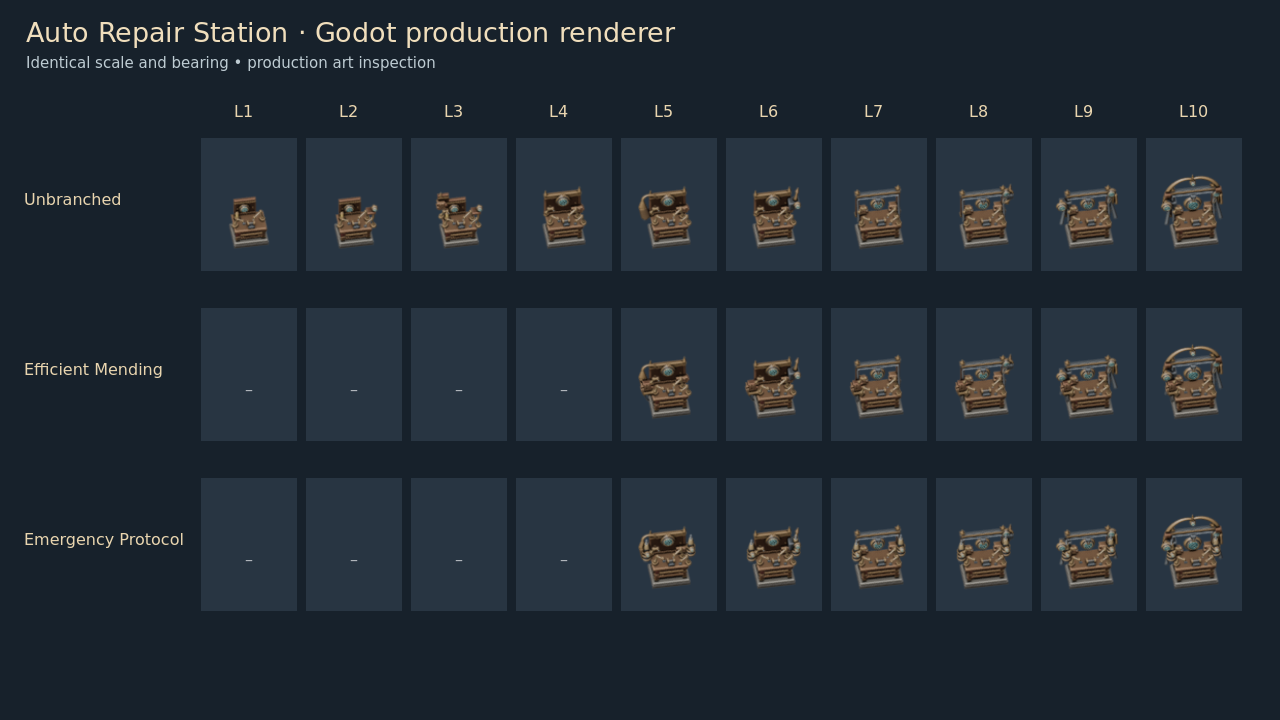 Auto Repair Station · Godot production renderer
Identical scale and bearing • production art inspection
L1 L2 L3 L4 L5 L6 L7 L8 L9 L10
Unbranched
Efficient Mending
– – – –
Emergency Protocol
– – – –